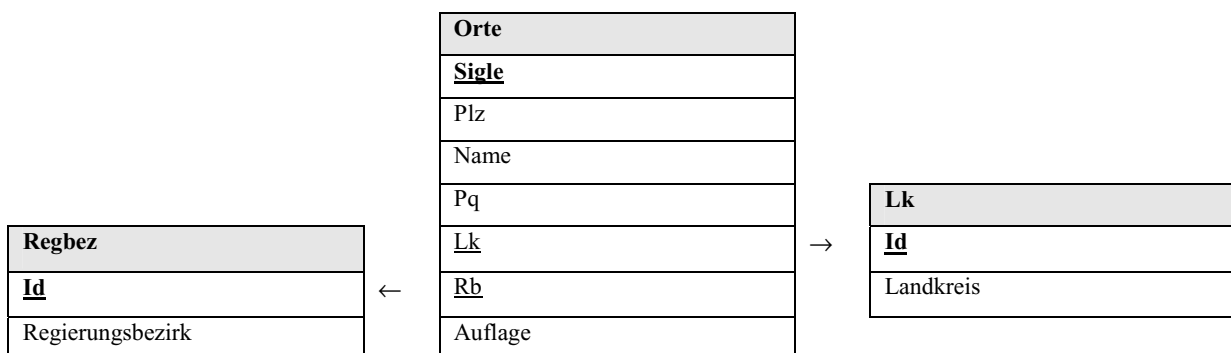 Orte
Sigle
Plz
Name
Pq
Lk
Rb
Auflage
Regbez
Id
Regierungsbezirk
←
→
Lk
Id
Landkreis